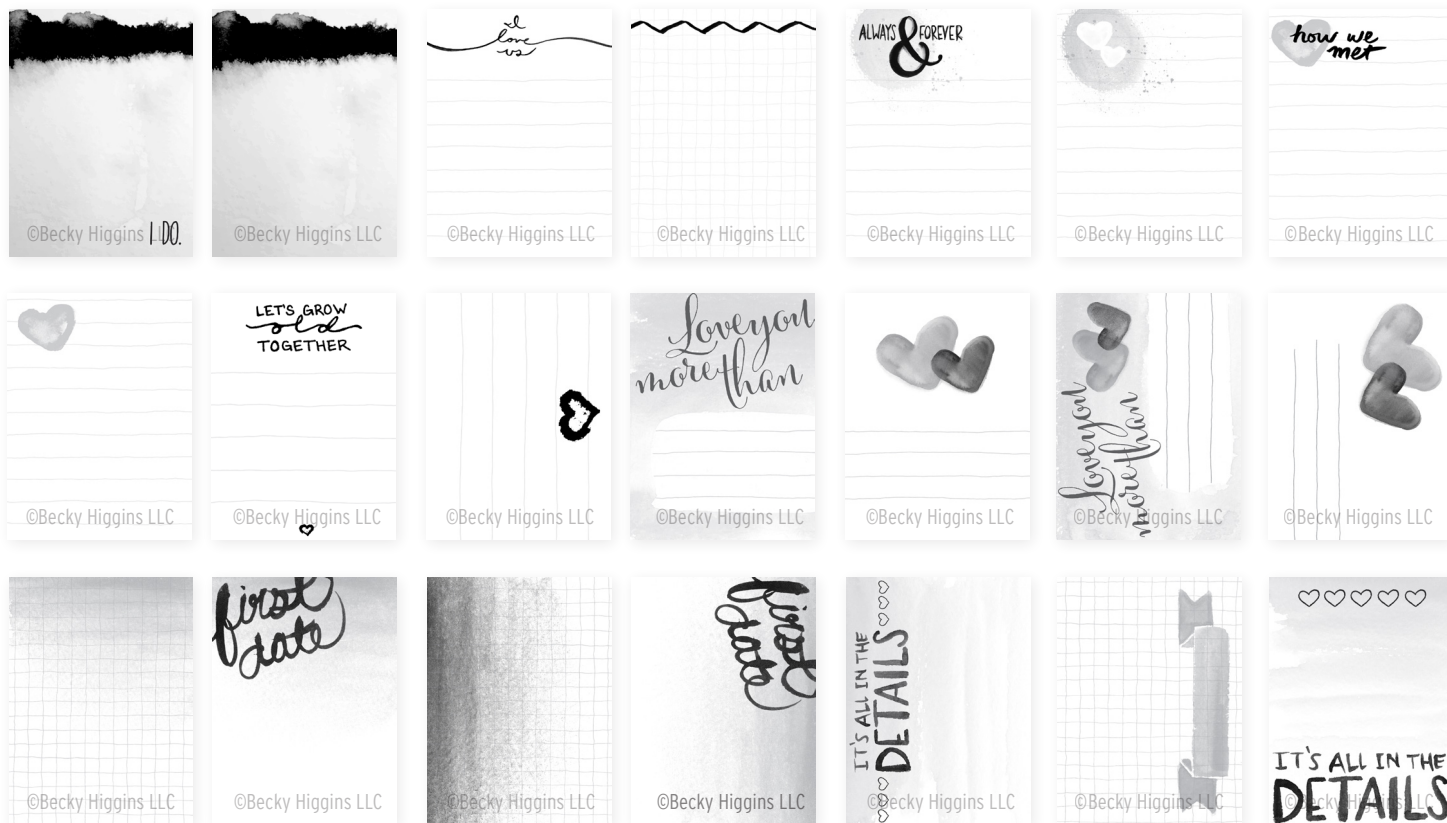 ©Becky Higgins LLC
I DO.
©Becky Higgins LLC
I
love
us
©Becky Higgins LLC
©Becky Higgins LLC
ALWAYS & FOREVER
©Becky Higgins LLC
©Becky Higgins LLC
how we
met
©Becky Higgins LLC
©Becky Higgins LLC
LET'S GROW
old
TOGETHER
©Becky Higgins LLC
©Becky Higgins LLC
Love you
more than
©Becky Higgins LLC
©Becky Higgins LLC
Love you
more than
©Becky Higgins LLC
©Becky Higgins LLC
©Becky Higgins LLC
first
date
©Becky Higgins LLC
©Becky Higgins LLC
first
date
©Becky Higgins LLC
IT'S ALL IN THE
DETAILS
©Becky Higgins LLC
©Becky Higgins LLC
IT'S ALL IN THE
DETAILS
©Becky Higgins LLC